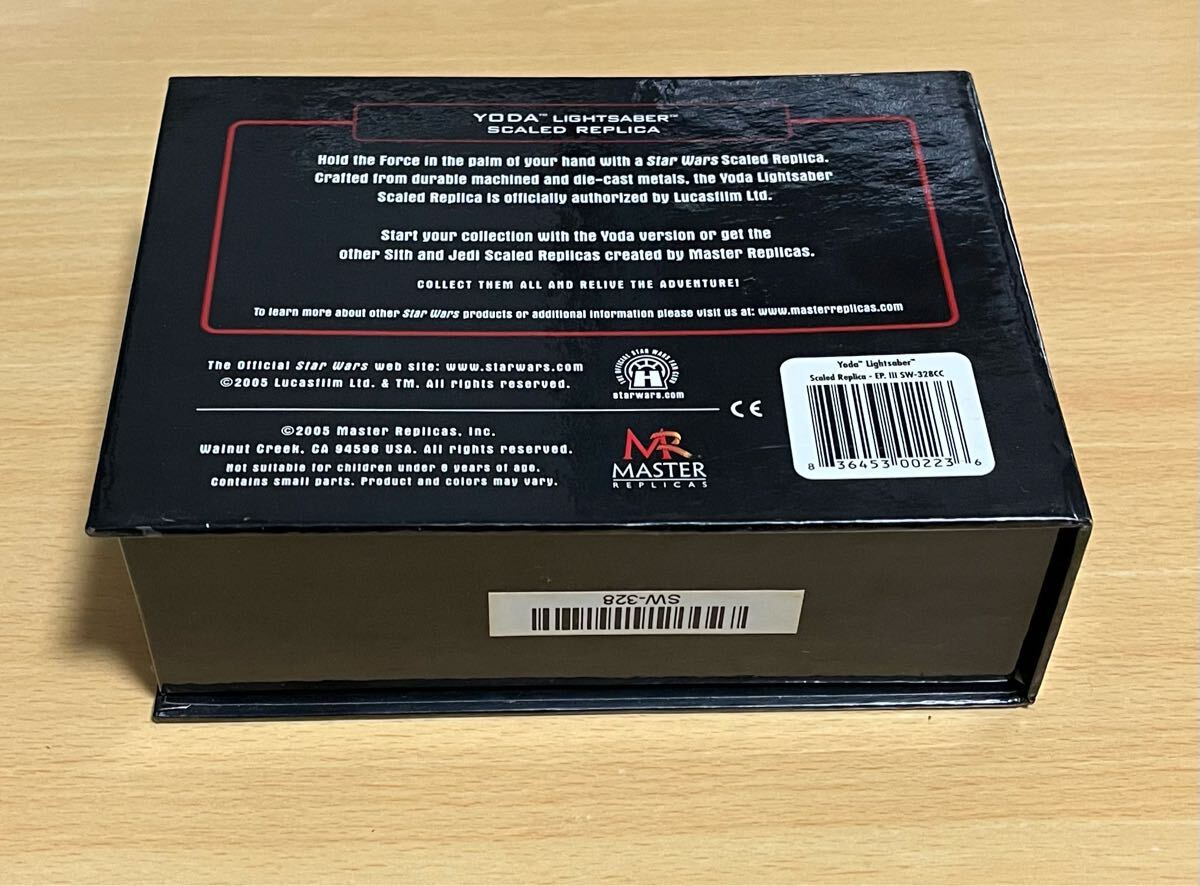 YODA™ LIGHTSABER™
SCALED REPLICA
Hold the Force in the palm of your hand with a Star Wars Scaled Replica.
Crafted from durable machined and die-cast metals, the Yoda Lightsaber
Scaled Replica is officially authorized by Lucasfilm Ltd.
Start your collection with the Yoda version or get the
other Sith and Jedi Scaled Replicas created by Master Replicas.
COLLECT THEM ALL AND RELIVE THE ADVENTURE!
To learn more about other Star Wars products or additional information please visit us at: www.masterreplicas.com
The Official Star Wars web site: www.starwars.com
©2005 Lucasfilm Ltd. & TM. All rights reserved.
THE OFFICIAL STAR WARS FAN CLUB
starwars.com
©2005 Master Replicas, Inc.
Walnut Creek, CA 94596 USA. All rights reserved.
Not suitable for children under 8 years of age.
Contains small parts. Product and colors may vary.
CE
MR
MASTER
REPLICAS
Yoda™ Lightsaber™
Scaled Replica - EP. III SW-328CC
8 36453 00223 6
SW-328